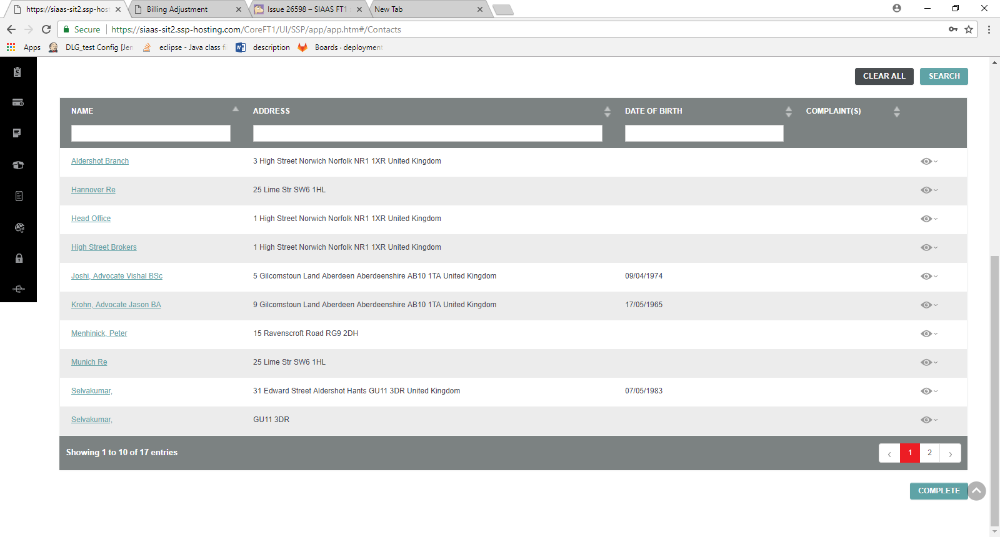 https://siaas-sit2.ssp-host
Billing Adjustment
Issue 26598 – SIAAS FT1
New Tab
Secure
https://siaas-sit2.ssp-hosting.com/CoreFT1/UI/SSP/app/app.htm#/Contacts
Apps
DLG_test Config [Jen
eclipse - Java class fi
description
Boards · deployment
CLEAR ALL
SEARCH
NAME ADDRESS DATE OF BIRTH COMPLAINT(S)
Aldershot Branch 3 High Street Norwich Norfolk NR1 1XR United Kingdom
Hannover Re 25 Lime Str SW6 1HL
Head Office 1 High Street Norwich Norfolk NR1 1XR United Kingdom
High Street Brokers 1 High Street Norwich Norfolk NR1 1XR United Kingdom
Joshi, Advocate Vishal BSc 5 Gilcomstoun Land Aberdeen Aberdeenshire AB10 1TA United Kingdom 09/04/1974
Krohn, Advocate Jason BA 9 Gilcomstoun Land Aberdeen Aberdeenshire AB10 1TA United Kingdom 17/05/1965
Menhinick, Peter 15 Ravenscroft Road RG9 2DH
Munich Re 25 Lime Str SW6 1HL
Selvakumar, 31 Edward Street Aldershot Hants GU11 3DR United Kingdom 07/05/1983
Selvakumar, GU11 3DR
Showing 1 to 10 of 17 entries
‹ 1 2 ›
COMPLETE